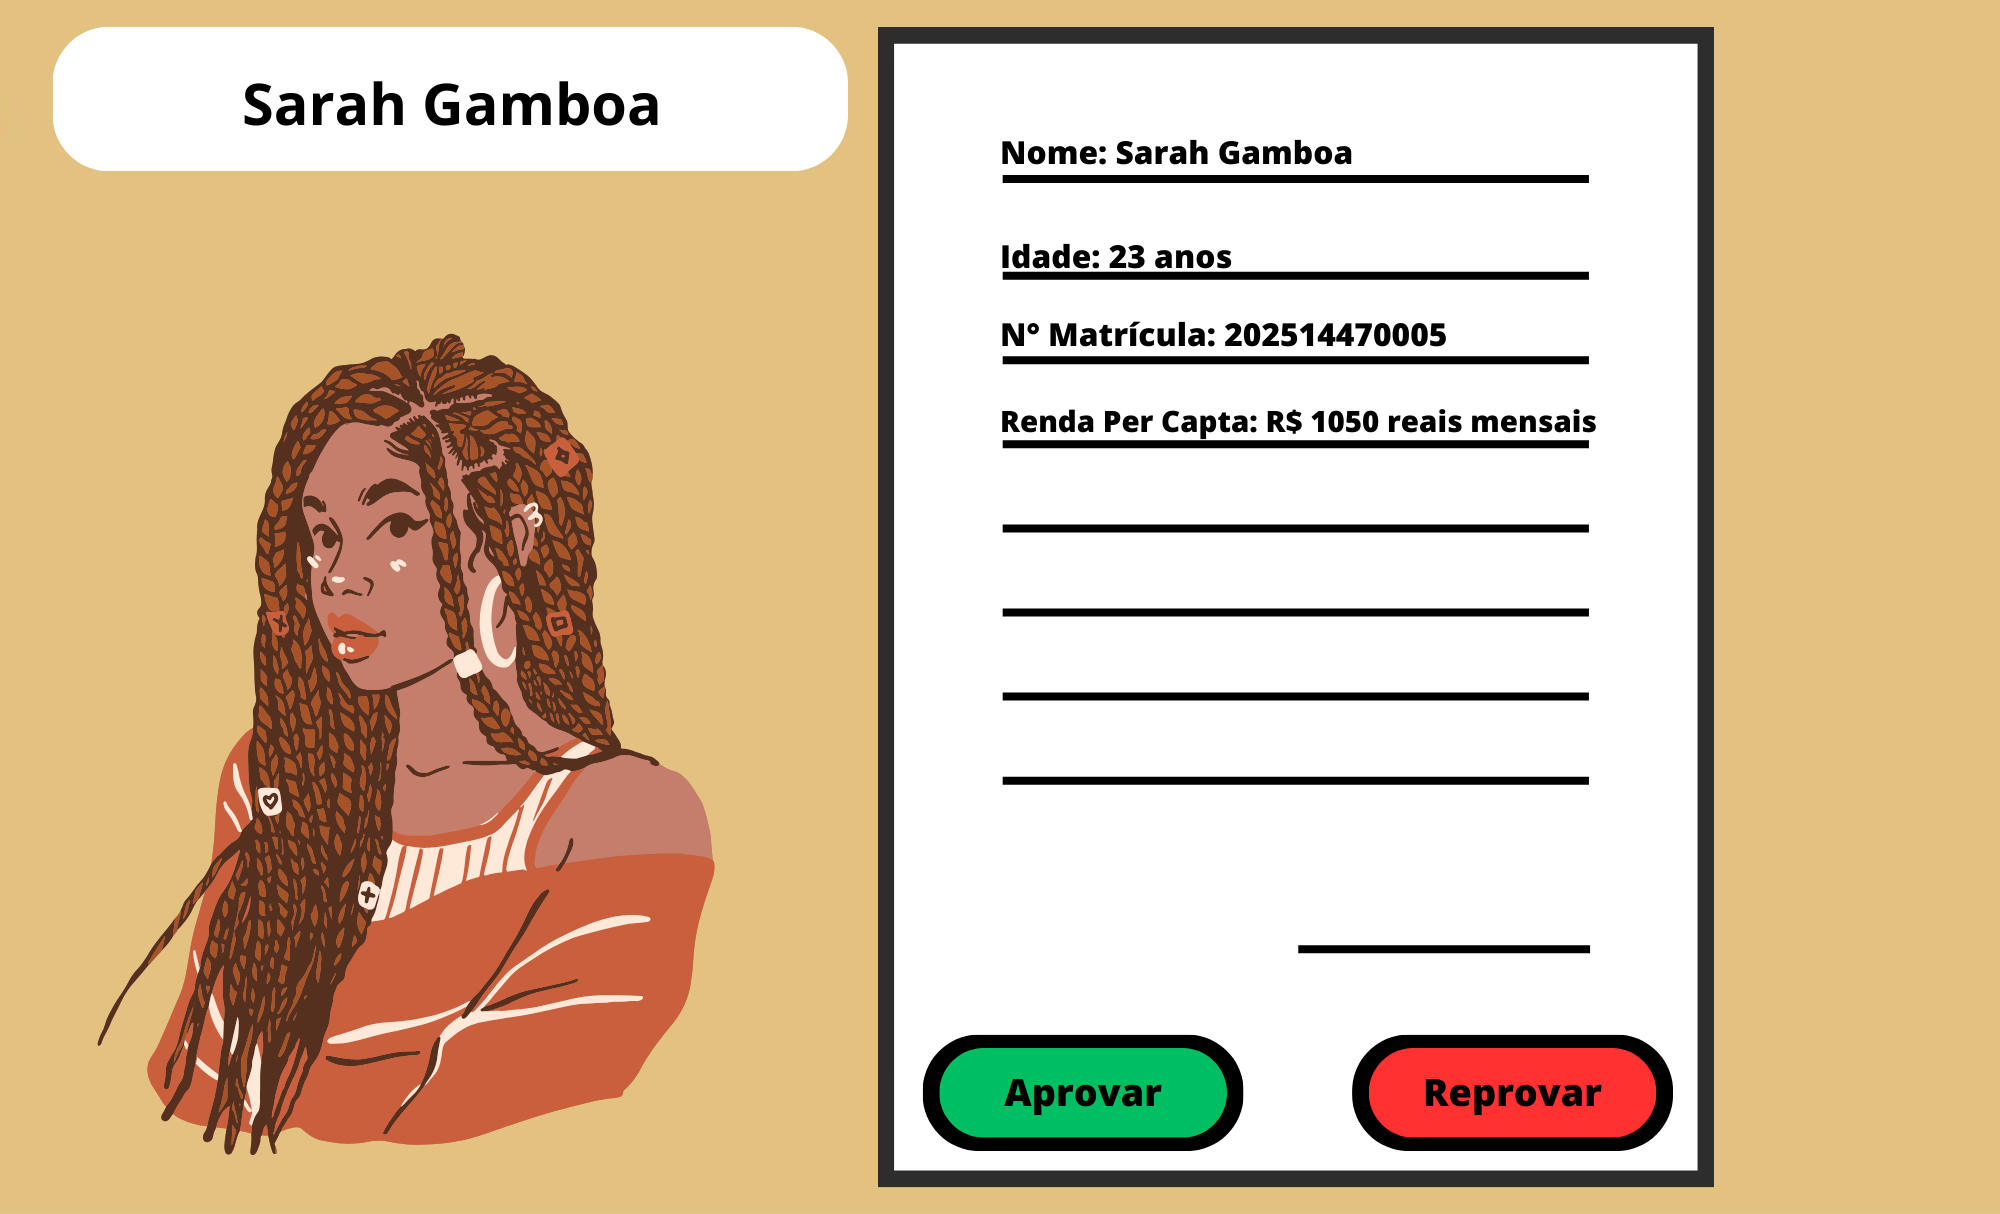 Sarah Gamboa
Nome: Sarah Gamboa
Idade: 23 anos
N° Matrícula: 202514470005
Renda Per Capta: R$ 1050 reais mensais
Aprovar
Reprovar